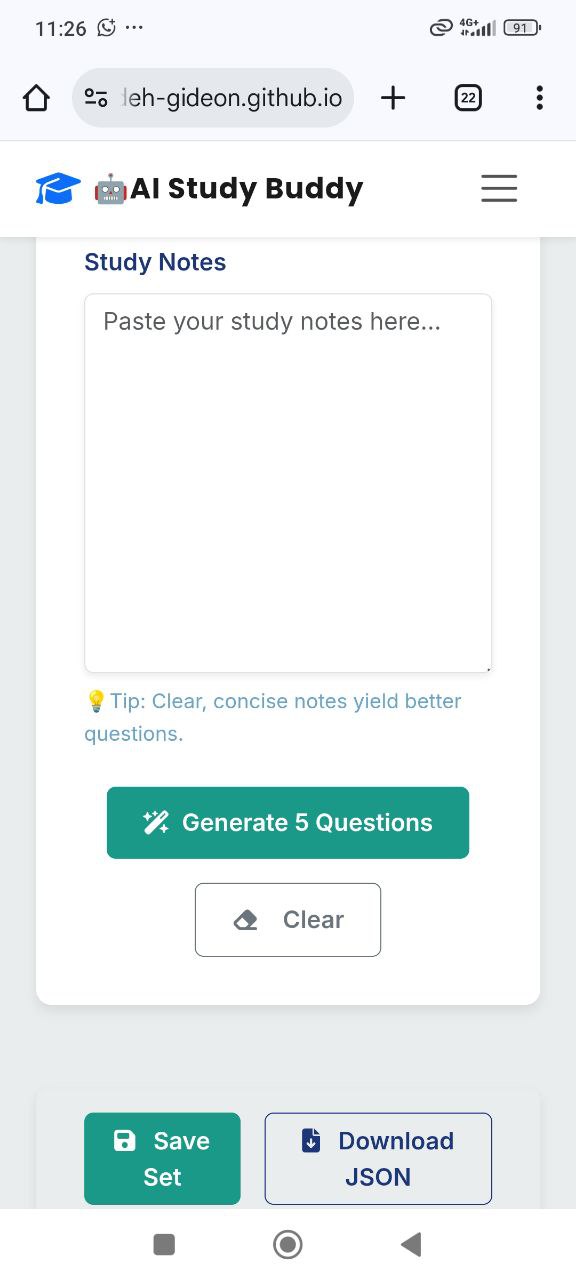 11:26
4G+
91
leh-gideon.github.io
22
AI Study Buddy
Study Notes
Paste your study notes here...
Tip: Clear, concise notes yield better
questions.
Generate 5 Questions
Clear
Save
Set
Download
JSON